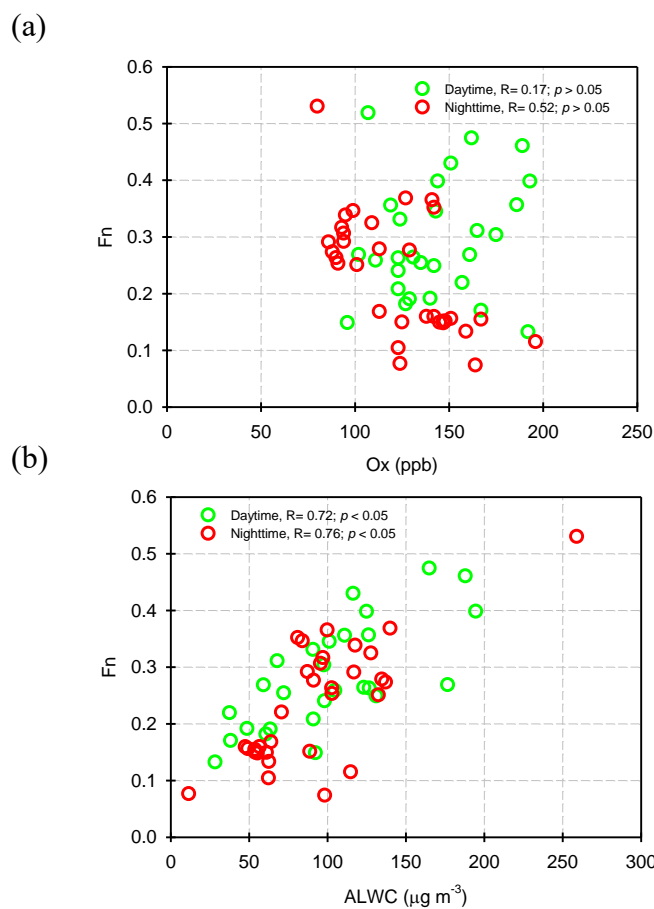 (a)
0.6
0.5
0.4
0.3
0.2
0.1
0.0
Fn
Daytime, R= 0.17; p > 0.05
Nighttime, R= 0.52; p > 0.05
0 50 100 150 200 250
Ox (ppb)
(b)
0.6
0.5
0.4
0.3
0.2
0.1
0.0
Fn
Daytime, R= 0.72; p < 0.05
Nighttime, R= 0.76; p < 0.05
0 50 100 150 200 250 300
ALWC (μg m⁻³)